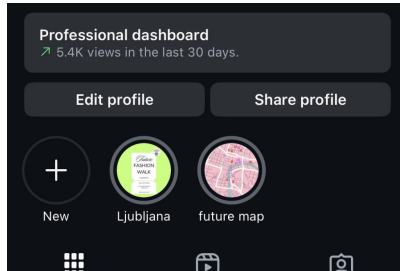 Professional dashboard
5.4K views in the last 30 days.
Edit profile
Share profile
Future
FASHION
WALK
New
Ljubljana
future map